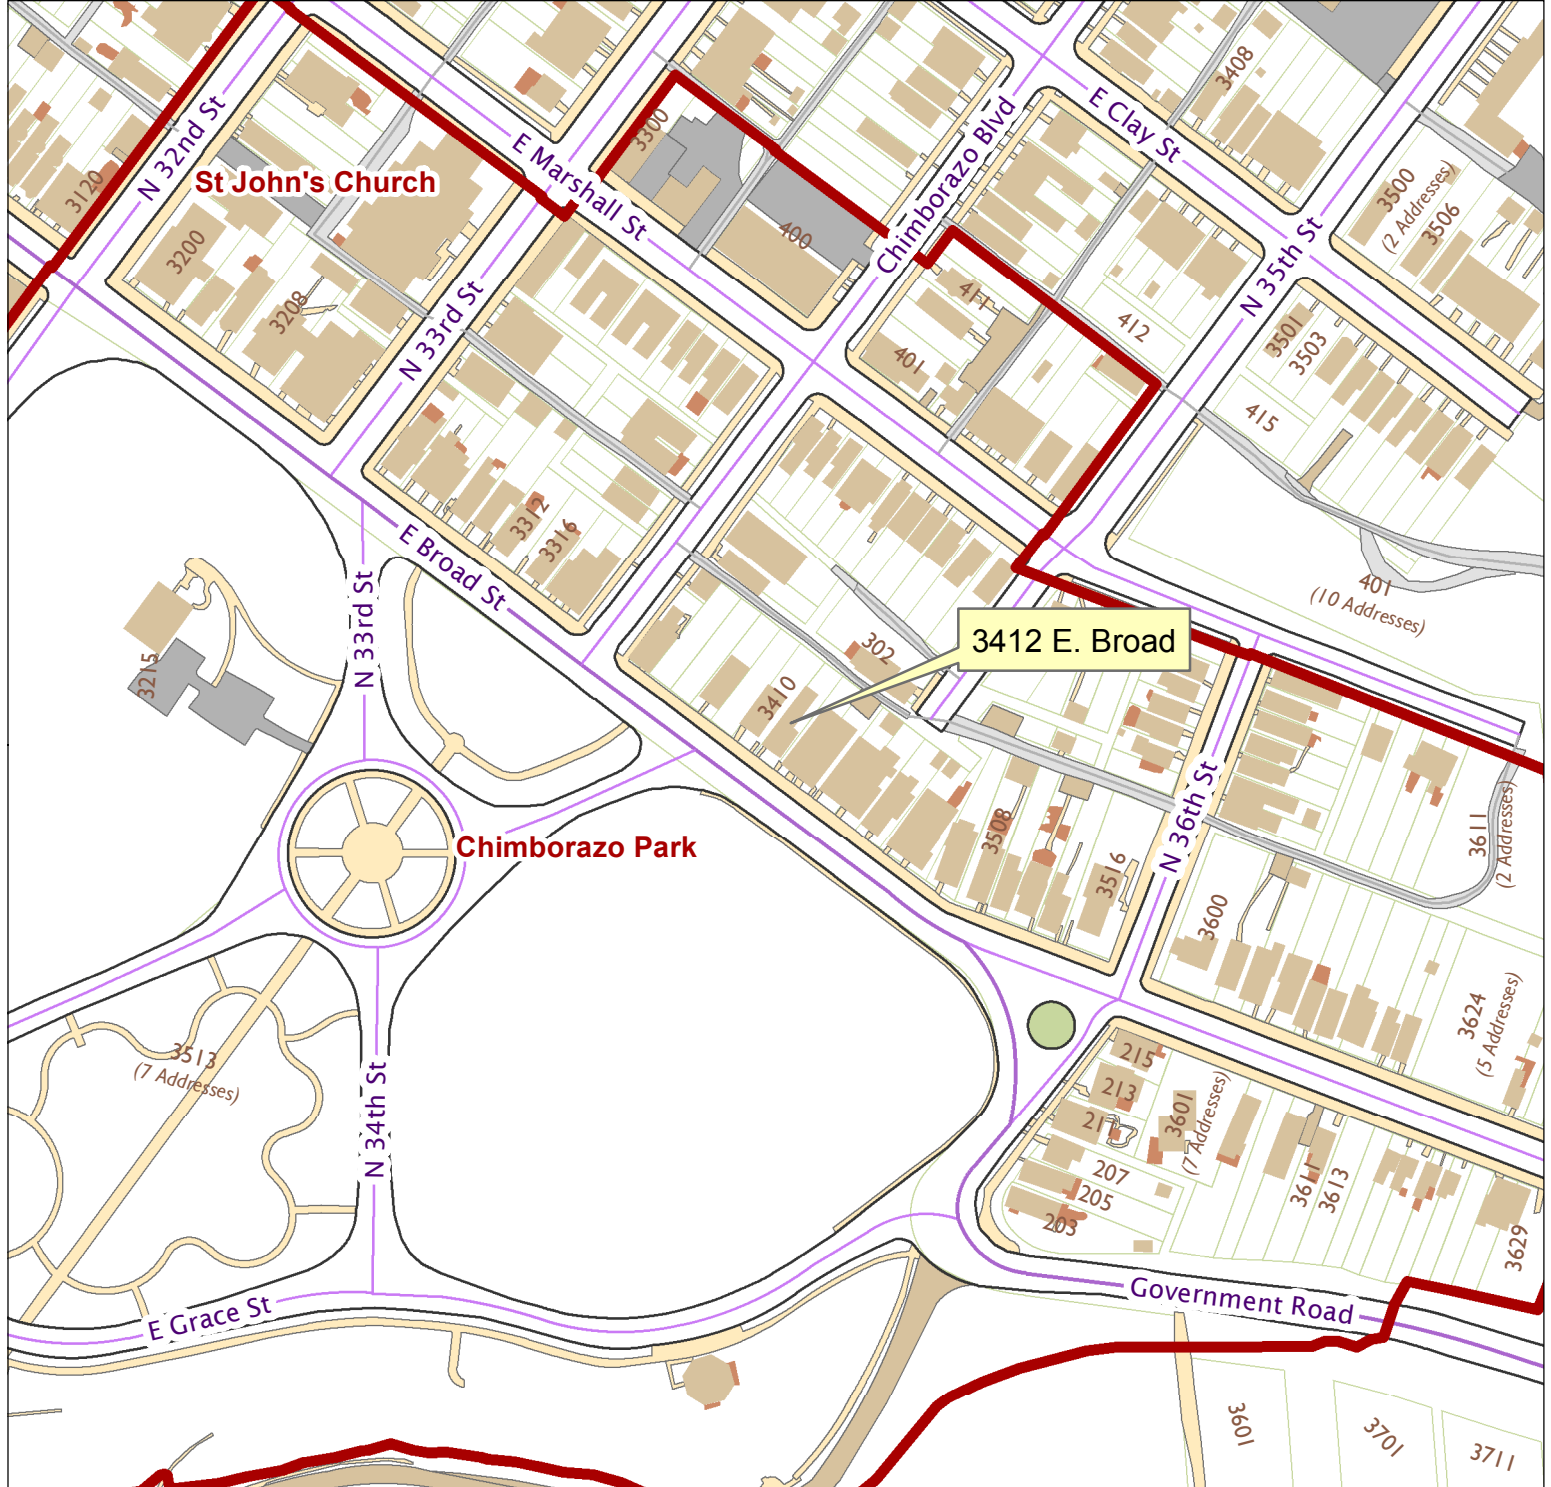 3408
E Clay St
Chimborazo Blvd
3300
E Marshall St
N 32nd St
St John's Church
3120
3500
(2 Addresses)
3506
400
3200
N 35th St
411
412
3208
N 33rd St
401
3501
3503
415
3312
3316
E Broad St
401
(10 Addresses)
N 33rd St
302
3412 E. Broad
3215
3410
N 36th St
3508
3611
(2 Addresses)
Chimborazo Park
3516
3600
3624
(5 Addresses)
3513
(7 Addresses)
N 34th St
215
213
211
3601
(7 Addresses)
207
205
203
3611
3613
3629
E Grace St
Government Road
3601
3701
3711